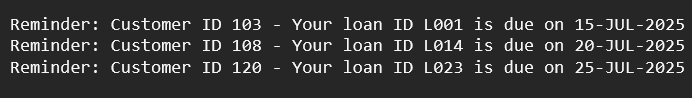 Reminder: Customer ID 103 - Your loan ID L001 is due on 15-JUL-2025
Reminder: Customer ID 108 - Your loan ID L014 is due on 20-JUL-2025
Reminder: Customer ID 120 - Your loan ID L023 is due on 25-JUL-2025